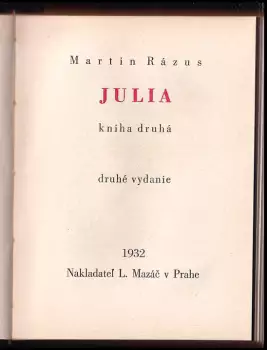 Martin Rázus
JULIA
kniha druhá
druhé vydanie
1932
Nakladateľ L. Mazáč v Prahe